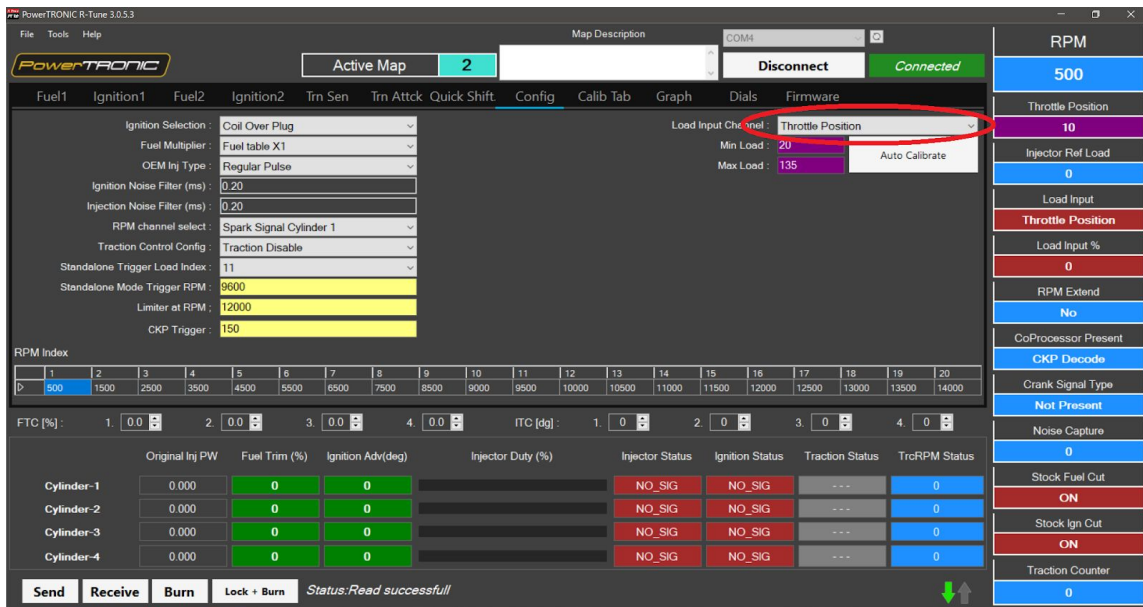 PowerTRONIC R-Tune 3.0.5.3
File Tools Help
Map Description
COM4
PowerTRONIC
Active Map 2
Disconnect
Connected
Fuel1 Ignition1 Fuel2 Ignition2 Trn Sen Trn Attck Quick Shift Config Calib Tab Graph Dials Firmware
Ignition Selection : Coil Over Plug
Fuel Multiplier : Fuel table X1
OEM Inj Type : Regular Pulse
Ignition Noise Filter (ms) : 0.20
Injection Noise Filter (ms) : 0.20
RPM channel select : Spark Signal Cylinder 1
Traction Control Config : Traction Disable
Standalone Trigger Load Index : 11
Standalone Mode Trigger RPM : 9600
Limiter at RPM : 12000
CKP Trigger : 150
Load Input Channel : Throttle Position
Min Load : 20
Max Load : 135
Auto Calibrate
RPM Index
1 2 3 4 5 6 7 8 9 10 11 12 13 14 15 16 17 18 19 20
500 1500 2500 3500 4500 5500 6500 7500 8500 9000 9500 10000 10500 11000 11500 12000 12500 13000 13500 14000
FTC [%] : 1. 0.0 2. 0.0 3. 0.0 4. 0.0 ITC [dg] : 1. 0 2. 0 3. 0 4. 0
Original Inj PW Fuel Trim (%) Ignition Adv(deg) Injector Duty (%) Injector Status Ignition Status Traction Status TrcRPM Status
Cylinder-1 0.000 0 0 NO_SIG NO_SIG - - - 0
Cylinder-2 0.000 0 0 NO_SIG NO_SIG - - - 0
Cylinder-3 0.000 0 0 NO_SIG NO_SIG - - - 0
Cylinder-4 0.000 0 0 NO_SIG NO_SIG - - - 0
Send Receive Burn Lock + Burn Status:Read successfull
RPM
500
Throttle Position
10
Injector Ref Load
0
Load Input
Throttle Position
Load Input %
0
RPM Extend
No
CoProcessor Present
CKP Decode
Crank Signal Type
Not Present
Noise Capture
0
Stock Fuel Cut
ON
Stock Ign Cut
ON
Traction Counter
0